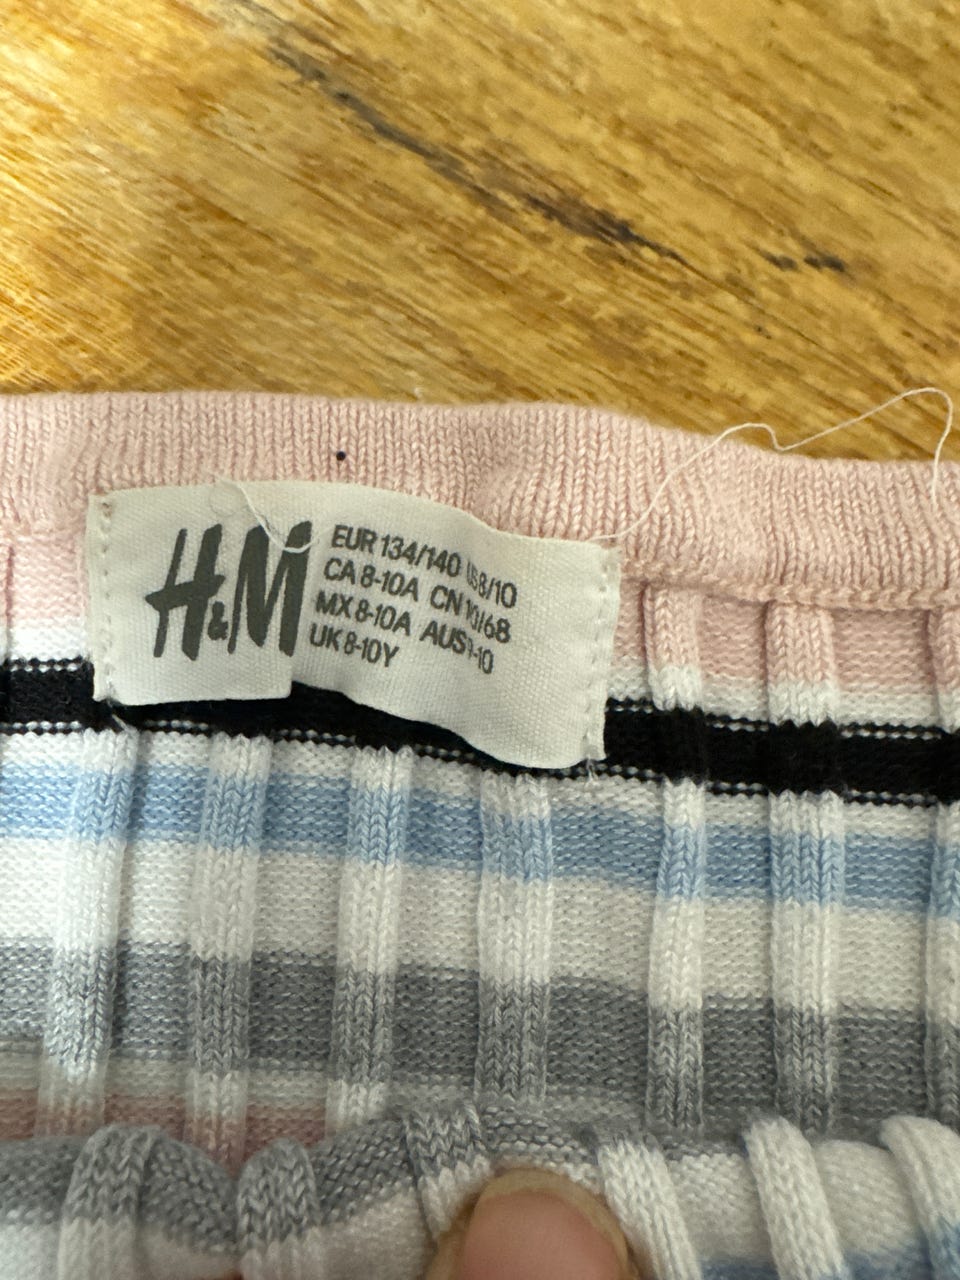 H&M
EUR 134/140 US 8/10
CA 8-10A CN 140/68
MX 8-10A AUS 9-10
UK 8-10Y